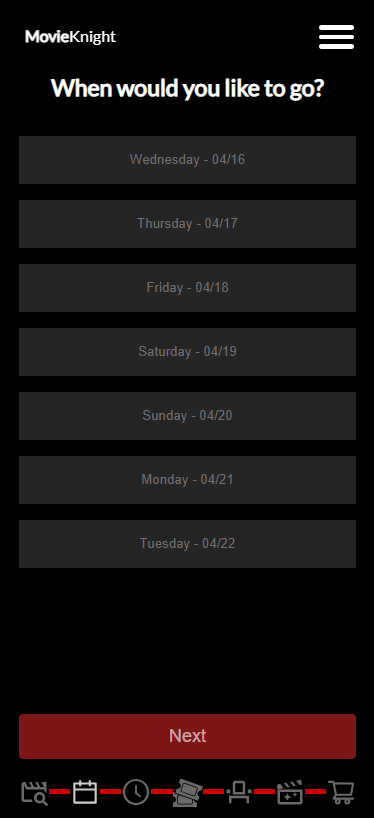 MovieKnight
When would you like to go?
Wednesday - 04/16
Thursday - 04/17
Friday - 04/18
Saturday - 04/19
Sunday - 04/20
Monday - 04/21
Tuesday - 04/22
Next